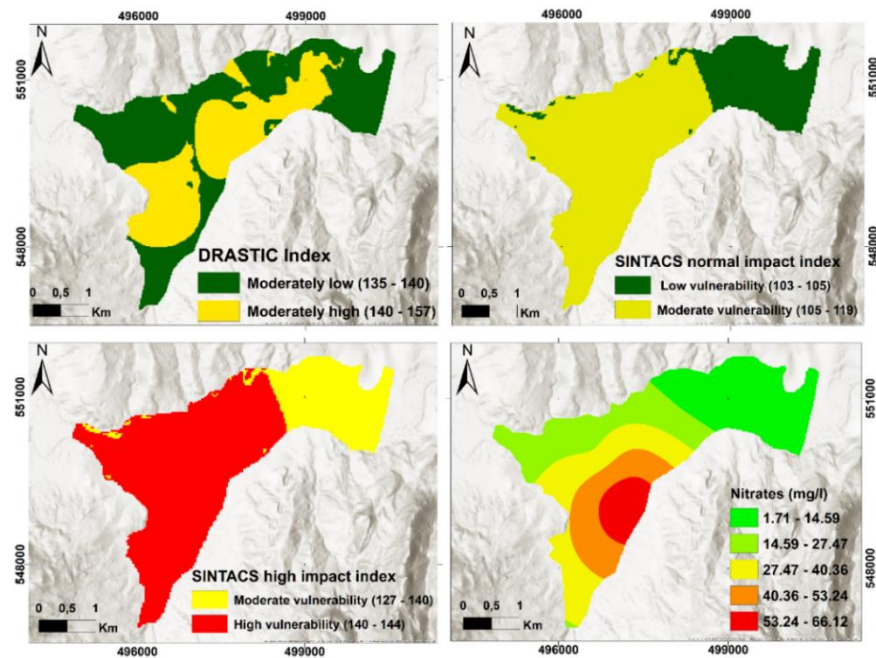 496000
499000
496000
499000
N
551000
548000
DRASTIC Index
Moderately low (135 - 140)
Moderately high (140 - 157)
0 0,5 1
Km
N
551000
548000
SINTACS normal impact index
Low vulnerability (103 - 105)
Moderate vulnerability (105 - 119)
0 0,5 1
Km
N
551000
548000
SINTACS high impact index
Moderate vulnerability (127 - 140)
High vulnerability (140 - 144)
0 0,5 1
Km
N
551000
548000
Nitrates (mg/l)
1.71 - 14.59
14.59 - 27.47
27.47 - 40.36
40.36 - 53.24
53.24 - 66.12
0 0,5 1
Km
496000
499000
496000
499000